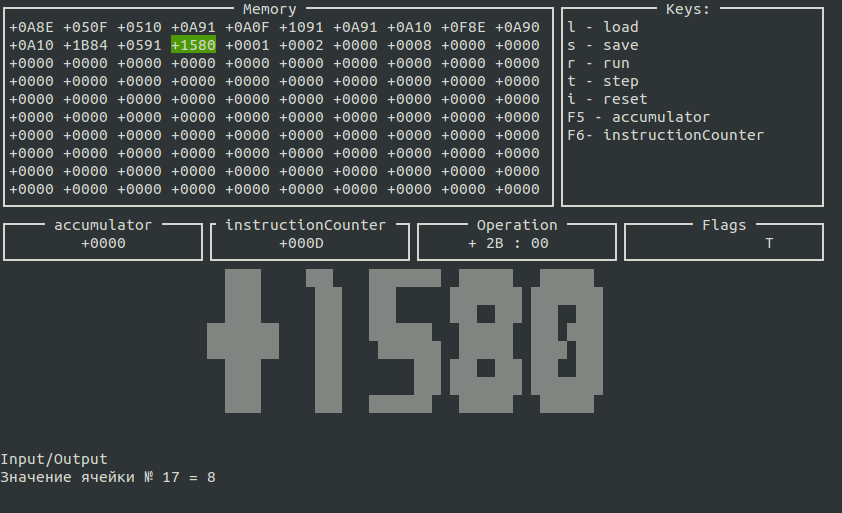 Memory
Keys:
+0A8E +050F +0510 +0A91 +0A0F +1091 +0A91 +0A10 +0F8E +0A90
+0A10 +1B84 +0591 +1580 +0001 +0002 +0000 +0008 +0000 +0000
+0000 +0000 +0000 +0000 +0000 +0000 +0000 +0000 +0000 +0000
+0000 +0000 +0000 +0000 +0000 +0000 +0000 +0000 +0000 +0000
+0000 +0000 +0000 +0000 +0000 +0000 +0000 +0000 +0000 +0000
+0000 +0000 +0000 +0000 +0000 +0000 +0000 +0000 +0000 +0000
+0000 +0000 +0000 +0000 +0000 +0000 +0000 +0000 +0000 +0000
+0000 +0000 +0000 +0000 +0000 +0000 +0000 +0000 +0000 +0000
+0000 +0000 +0000 +0000 +0000 +0000 +0000 +0000 +0000 +0000
+0000 +0000 +0000 +0000 +0000 +0000 +0000 +0000 +0000 +0000
l - load
s - save
r - run
t - step
i - reset
F5 - accumulator
F6- instructionCounter
accumulator
+0000
instructionCounter
+000D
Operation
+ 2B : 00
Flags
T
+1580
Input/Output
Значение ячейки № 17 = 8